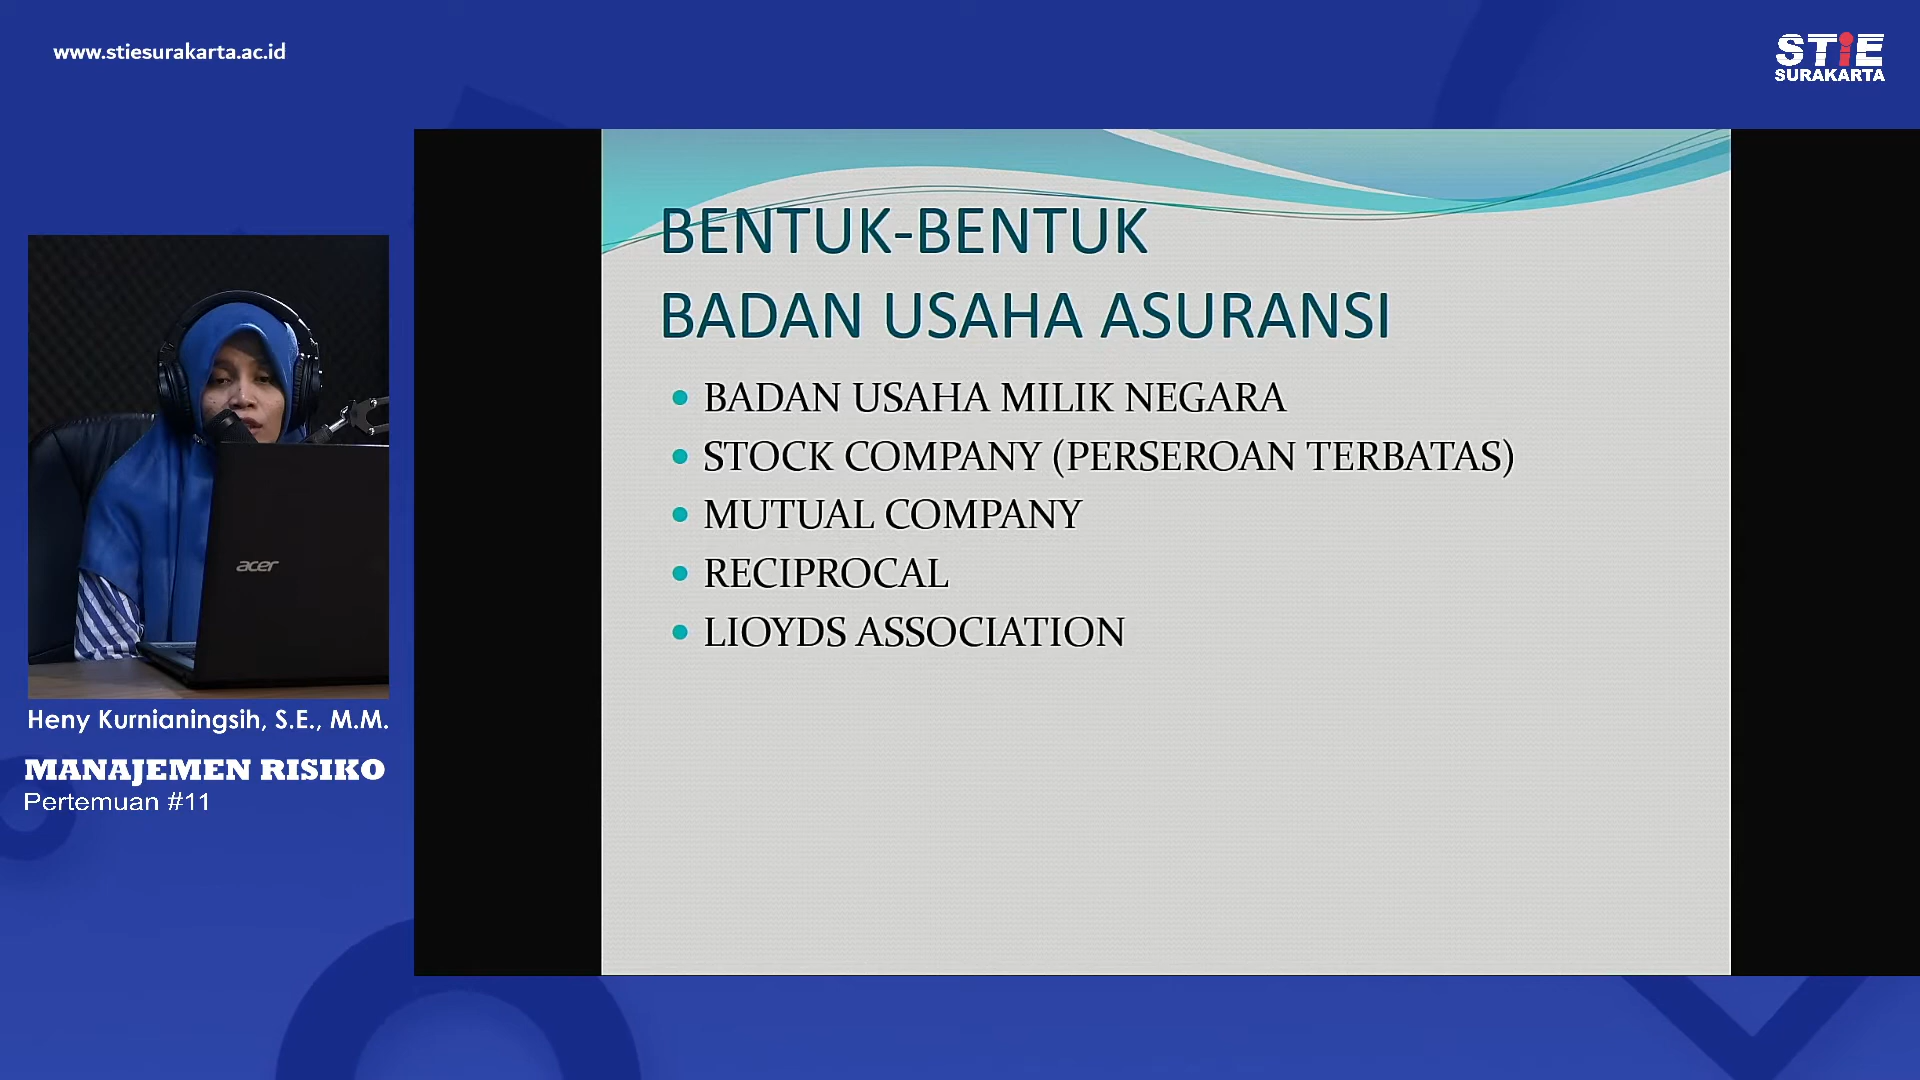 www.stiesurakarta.ac.id
STiE
SURAKARTA
BENTUK-BENTUK
BADAN USAHA ASURANSI
• BADAN USAHA MILIK NEGARA
• STOCK COMPANY (PERSEROAN TERBATAS)
• MUTUAL COMPANY
• RECIPROCAL
• LIOYDS ASSOCIATION
acer
Heny Kurnianingsih, S.E., M.M.
MANAJEMEN RISIKO
Pertemuan #11